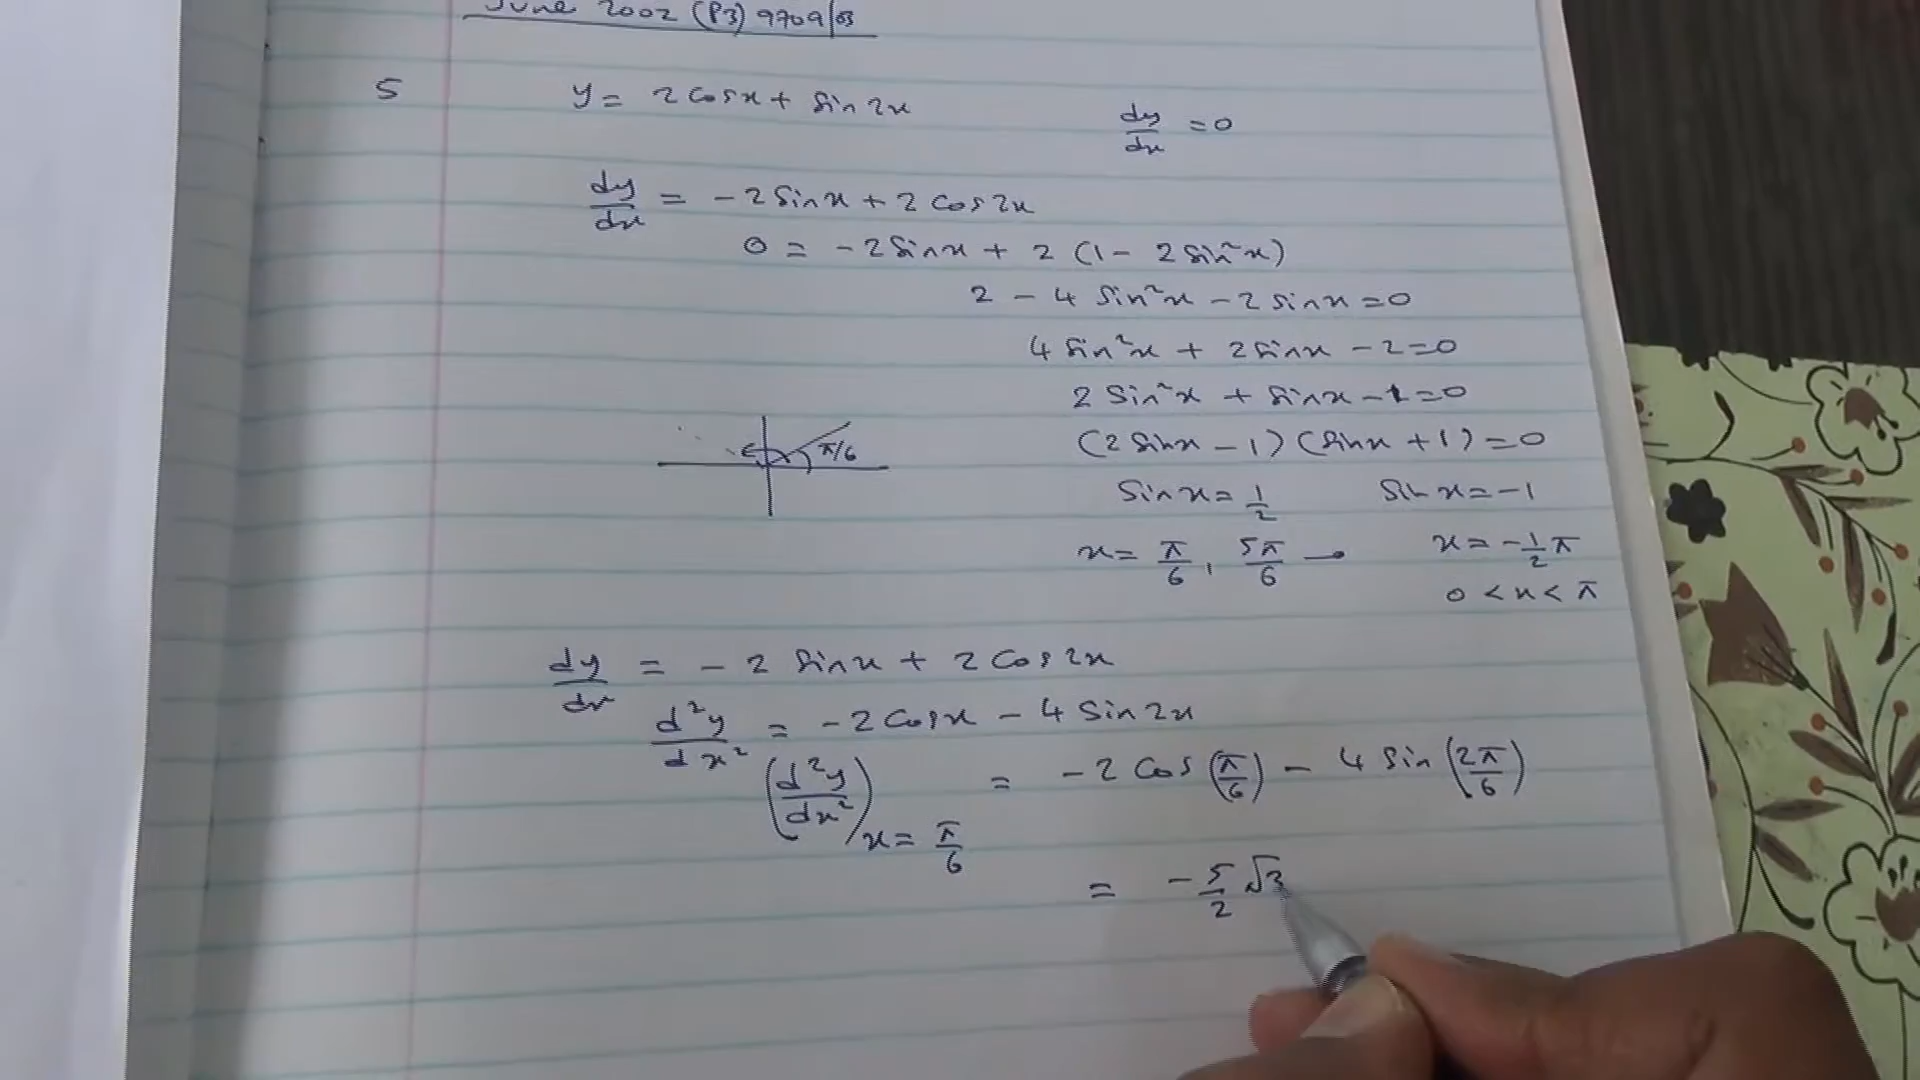 June 2002 (P3) 9709/03
5 y = 2 cos x + sin 2x dy/dx = 0
dy/dx = -2 sin x + 2 cos 2x
0 = -2 sin x + 2 (1 - 2 sin²x)
2 - 4 sin²x - 2 sin x = 0
4 sin²x + 2 sin x - 2 = 0
2 sin²x + sin x - 1 = 0
π/6 (2 sin x - 1) (sin x + 1) = 0
sin x = 1/2 sin x = -1
x = π/6, 5π/6 x = -1/2 π
0 < x < π
dy/dx = -2 sin x + 2 cos 2x
d²y/dx² = -2 cos x - 4 sin 2x
(d²y/dx²) x = π/6 = -2 cos (π/6) - 4 sin (2π/6)
= -5/2 √3